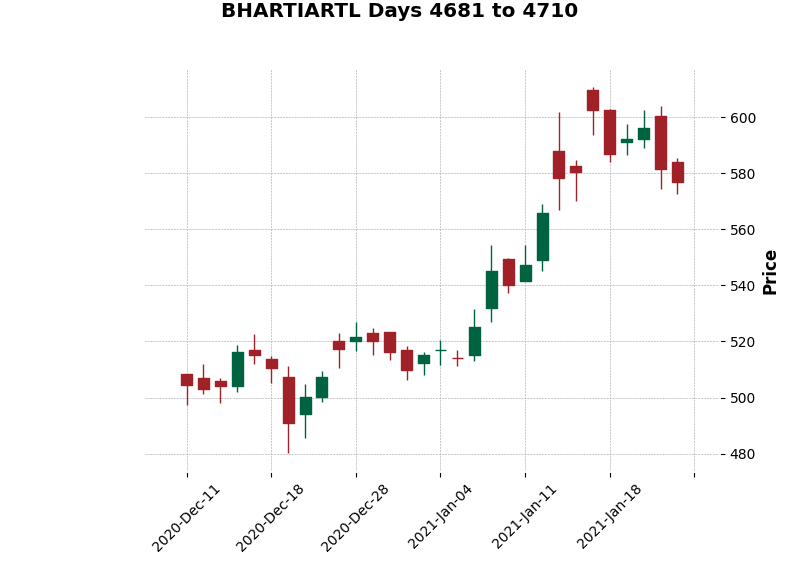 BHARTIARTL Days 4681 to 4710
600
580
560
540
520
500
480
Price
2020-Dec-11
2020-Dec-18
2020-Dec-28
2021-Jan-04
2021-Jan-11
2021-Jan-18